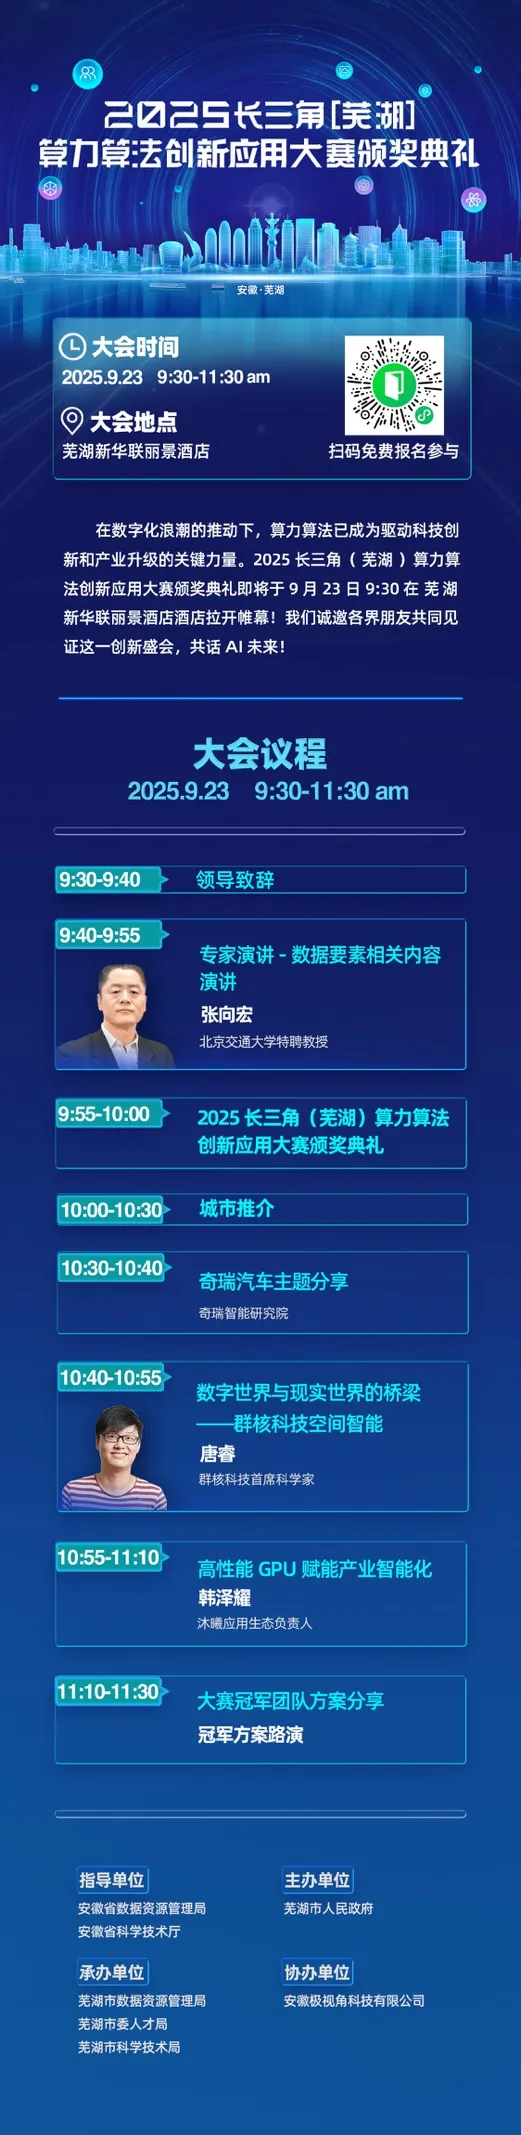 2025长三角[芜湖]
算力算法创新应用大赛颁奖典礼
安徽·芜湖
大会时间
2025.9.23 9:30-11:30 am
大会地点
芜湖新华联丽景酒店
扫码免费报名参与
在数字化浪潮的推动下，算力算法已成为驱动科技创
新和产业升级的关键力量。2025 长三角（ 芜湖 ）算力算
法创新应用大赛颁奖典礼即将于 9 月 23 日 9:30 在 芜 湖
新华联丽景酒店酒店拉开帷幕！我们诚邀各界朋友共同见
证这一创新盛会，共话 AI 未来！
大会议程
2025.9.23 9:30-11:30 am
9:30-9:40
领导致辞
9:40-9:55
专家演讲 - 数据要素相关内容
演讲
张向宏
北京交通大学特聘教授
9:55-10:00
2025 长三角（芜湖）算力算法
创新应用大赛颁奖典礼
10:00-10:30
城市推介
10:30-10:40
奇瑞汽车主题分享
奇瑞智能研究院
10:40-10:55
数字世界与现实世界的桥梁
——群核科技空间智能
唐睿
群核科技首席科学家
10:55-11:10
高性能 GPU 赋能产业智能化
韩泽耀
沐曦应用生态负责人
11:10-11:30
大赛冠军团队方案分享
冠军方案路演
指导单位
安徽省数据资源管理局
安徽省科学技术厅
主办单位
芜湖市人民政府
承办单位
芜湖市数据资源管理局
芜湖市委人才局
芜湖市科学技术局
协办单位
安徽极视角科技有限公司